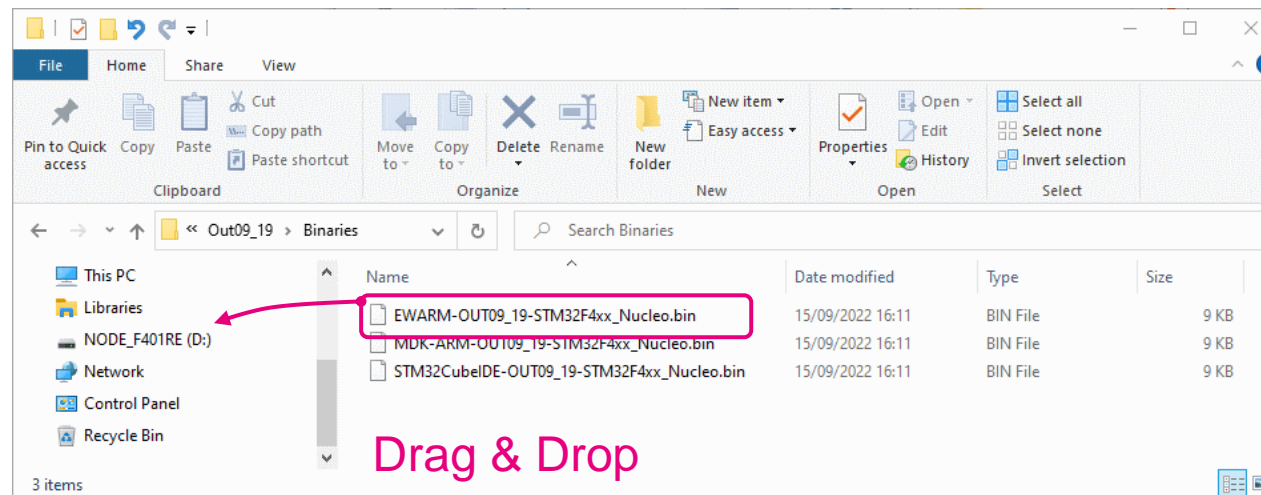 File Home Share View
Cut
Copy path
Paste shortcut
Pin to Quick access
Copy
Paste
Clipboard
Move to
Copy to
Delete
Rename
Organize
New folder
New item
Easy access
New
Properties
Open
Edit
History
Open
Select all
Select none
Invert selection
Select
« Out09_19 > Binaries
Search Binaries
This PC
Libraries
NODE_F401RE (D:)
Network
Control Panel
Recycle Bin
Name Date modified Type Size
EWARM-OUT09_19-STM32F4xx_Nucleo.bin 15/09/2022 16:11 BIN File 9 KB
MDK-ARM-OUT09_19-STM32F4xx_Nucleo.bin 15/09/2022 16:11 BIN File 9 KB
STM32CubeIDE-OUT09_19-STM32F4xx_Nucleo.bin 15/09/2022 16:11 BIN File 9 KB
Drag & Drop
3 items